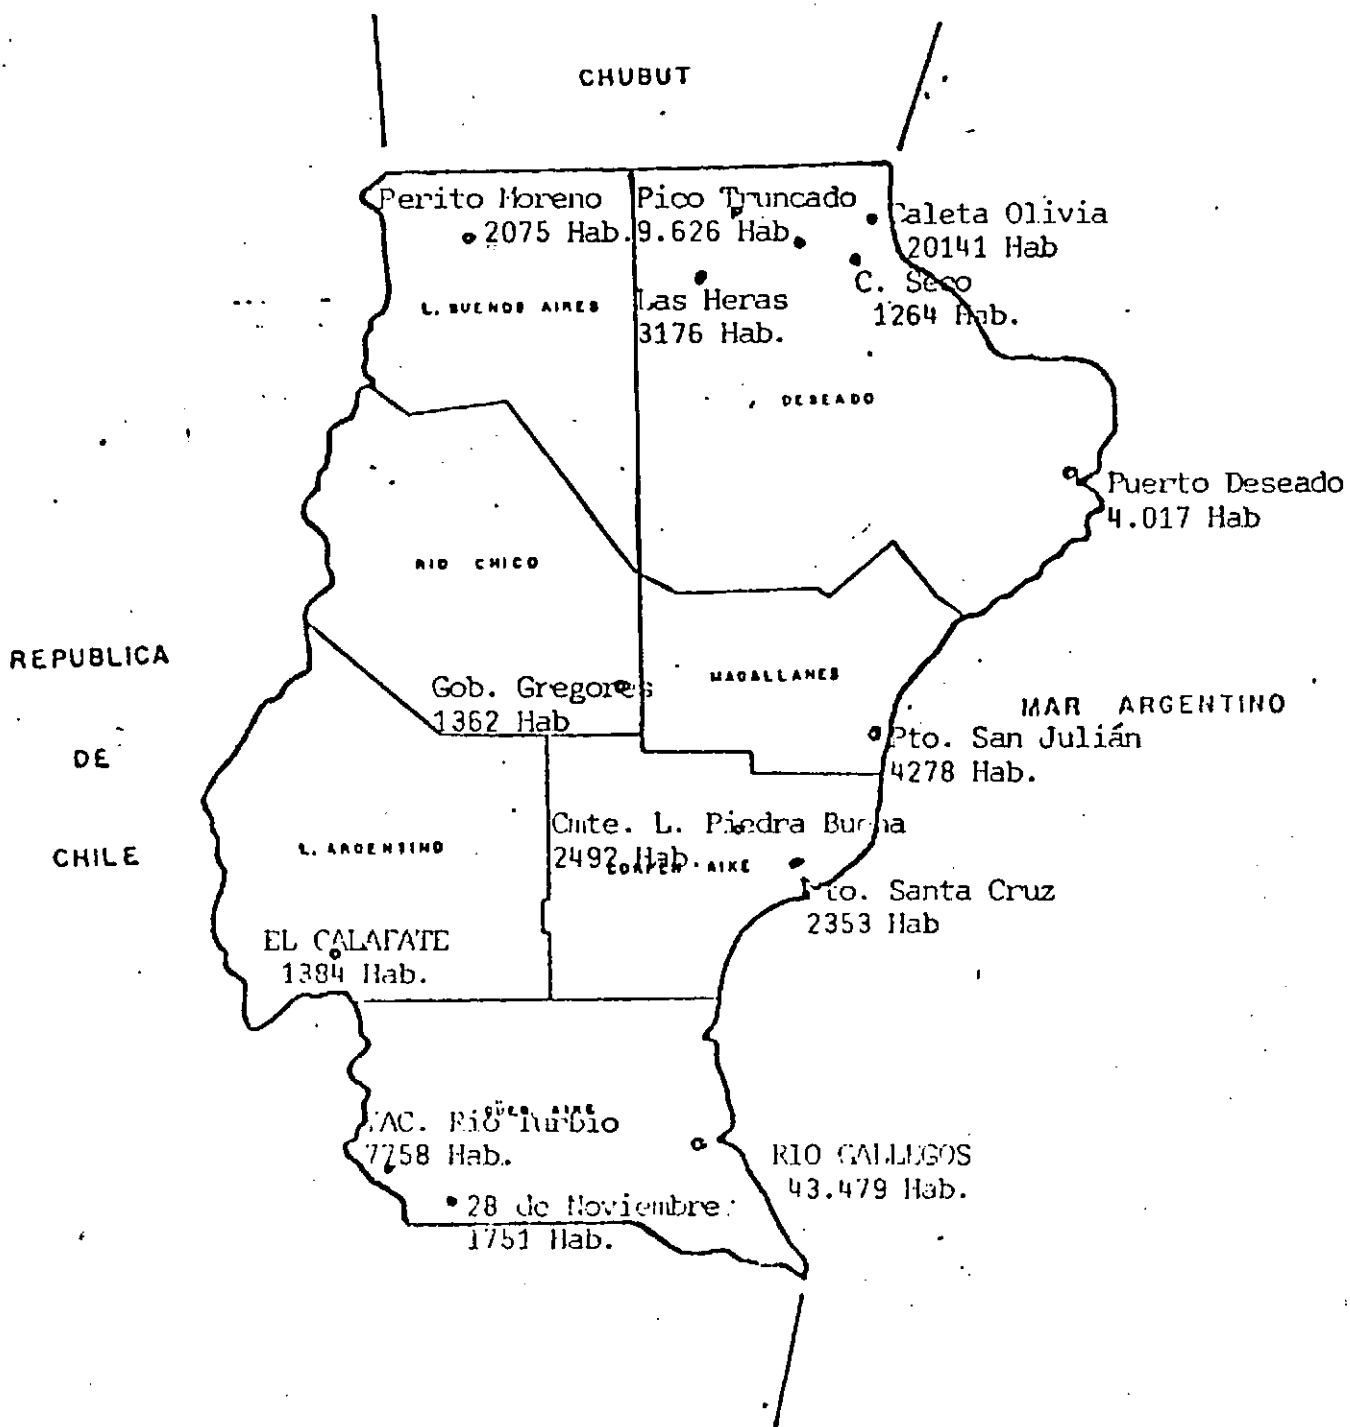 CHUBUT
Perito Moreno
2075 Hab.
Pico Truncado
9.626 Hab.
Caleta Olivia
20141 Hab
C. Seco
1264 Hab.
L. BUENOS AIRES
Las Heras
3176 Hab.
DESEADO
Puerto Deseado
4.017 Hab
RIO CHICO
REPUBLICA
DE
CHILE
Gob. Gregores
1362 Hab
MAGALLANES
MAR ARGENTINO
Pto. San Julián
4278 Hab.
L. ARGENTINO
Cmte. L. Piedra Buena
2492 Hab.
CORPEN AIKE
Pto. Santa Cruz
2353 Hab
EL CALAFATE
1384 Hab.
GÜER AIKE
YAC. Río Turbio
7758 Hab.
RIO GALLEGOS
43.479 Hab.
28 de Noviembre
1751 Hab.